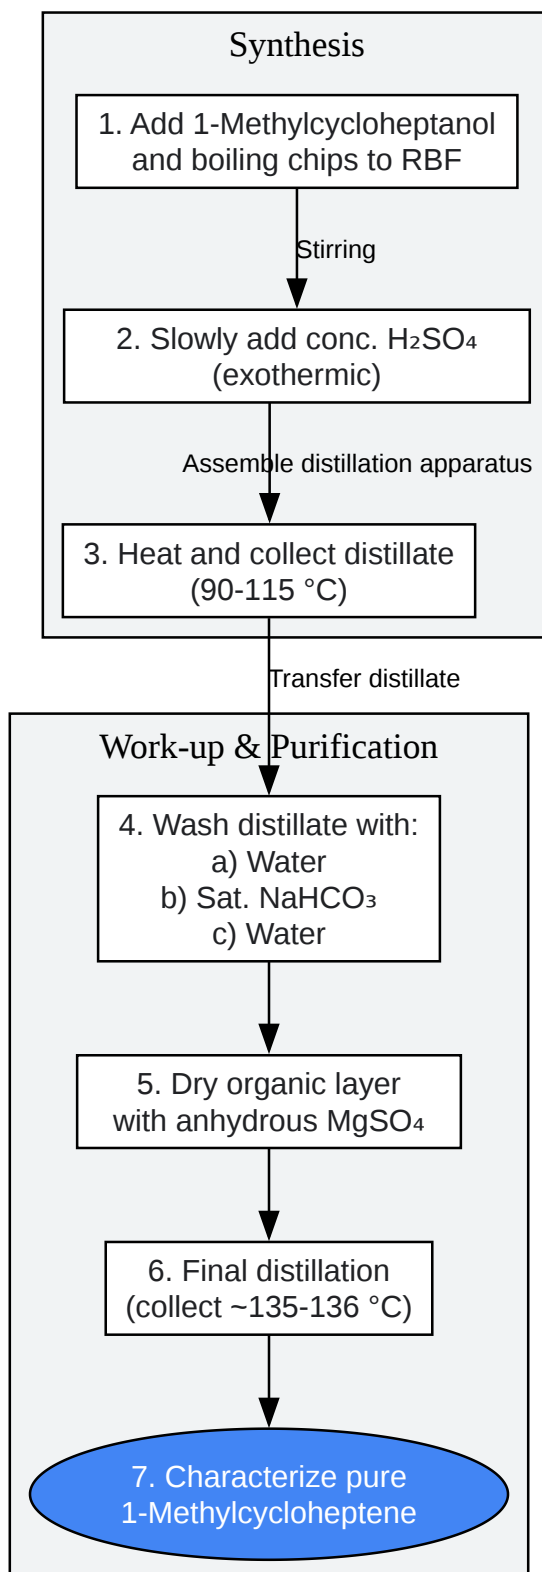 Synthesis
1. Add 1-Methylcycloheptanol
and boiling chips to RBF
Stirring
2. Slowly add conc. H₂SO₄
(exothermic)
Assemble distillation apparatus
3. Heat and collect distillate
(90-115 °C)
Transfer distillate
Work-up & Purification
4. Wash distillate with:
a) Water
b) Sat. NaHCO₃
c) Water
5. Dry organic layer
with anhydrous MgSO₄
6. Final distillation
(collect ~135-136 °C)
7. Characterize pure
1-Methylcycloheptene